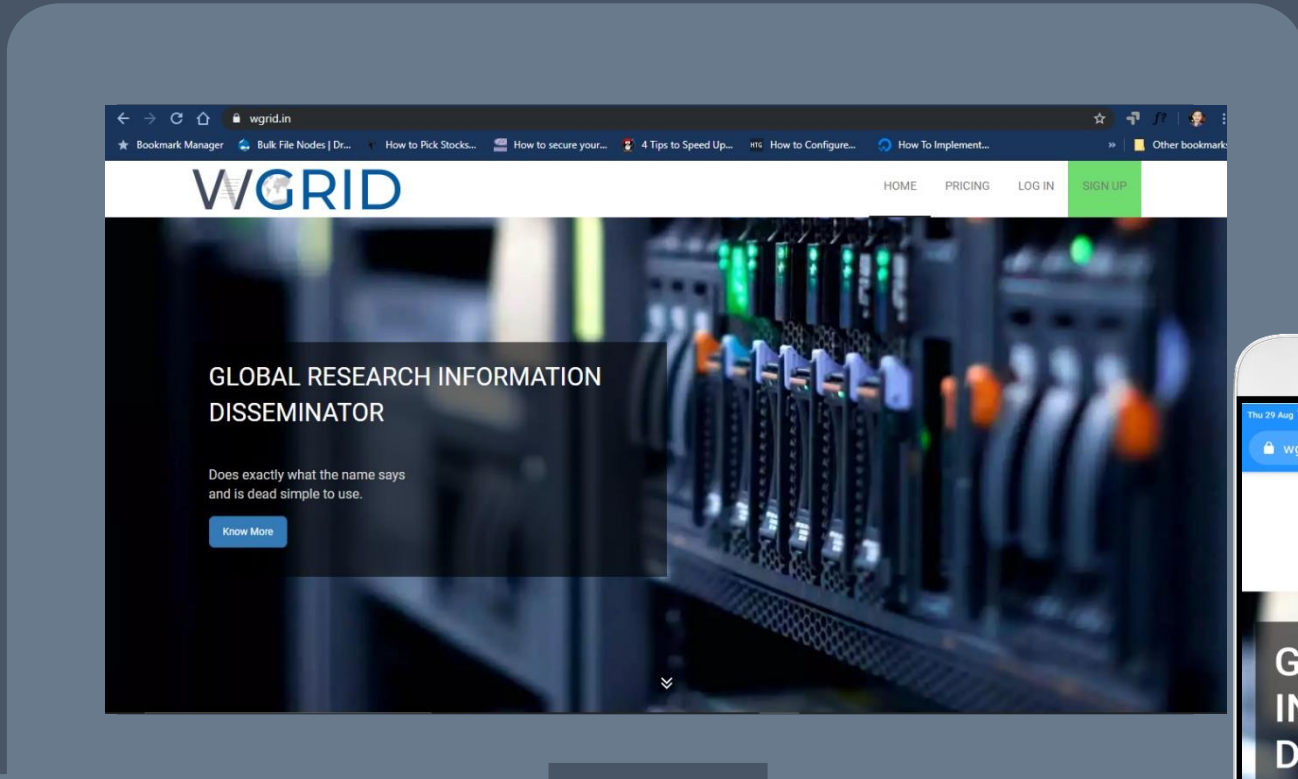 wgrid.in
Bookmark Manager Bulk File Nodes | Dr... How to Pick Stocks... How to secure your... 4 Tips to Speed Up... HTG How to Configure... How To Implement... » Other bookmarks
WGRID HOME PRICING LOG IN SIGN UP
GLOBAL RESEARCH INFORMATION
DISSEMINATOR
Does exactly what the name says
and is dead simple to use.
Know More
Thu 29 Aug
wg
G
IN
D